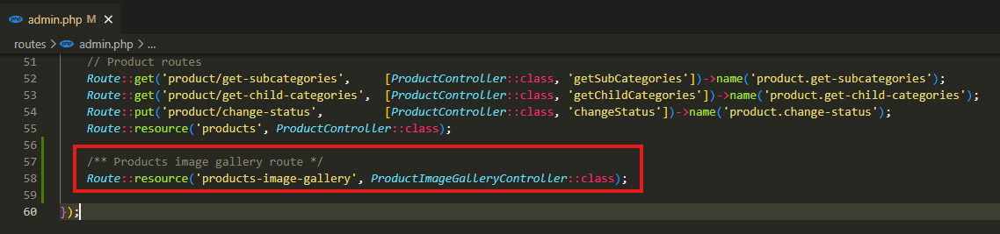 php admin.php M ×
routes > php admin.php > ...
51 // Product routes
52 Route::get('product/get-subcategories', [ProductController::class, 'getSubCategories'])->name('product.get-subcategories');
53 Route::get('product/get-child-categories', [ProductController::class, 'getChildCategories'])->name('product.get-child-categories');
54 Route::put('product/change-status', [ProductController::class, 'changeStatus'])->name('product.change-status');
55 Route::resource('products', ProductController::class);
56
57 /** Products image gallery route */
58 Route::resource('products-image-gallery', ProductImageGalleryController::class);
59
60 });